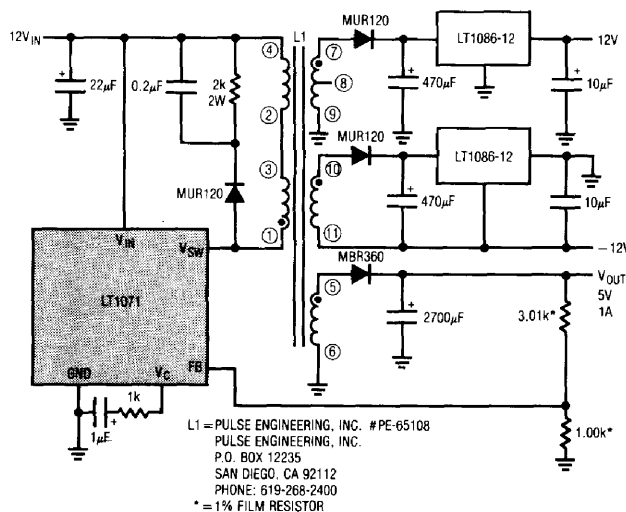 12V_IN
22µF
0.2µF
2k
2W
MUR120
L1
4
2
3
1
7
8
9
10
11
5
6
MUR120
470µF
LT1086-12
12V
10µF
MUR120
470µF
LT1086-12
10µF
−12V
MBR360
2700µF
V_OUT
5V
1A
3.01k*
1.00k*
V_IN
V_SW
LT1071
GND
V_C
FB
1k
1µF
L1 = PULSE ENGINEERING, INC. #PE-65108
PULSE ENGINEERING, INC.
P.O. BOX 12235
SAN DIEGO, CA 92112
PHONE: 619-268-2400
* = 1% FILM RESISTOR